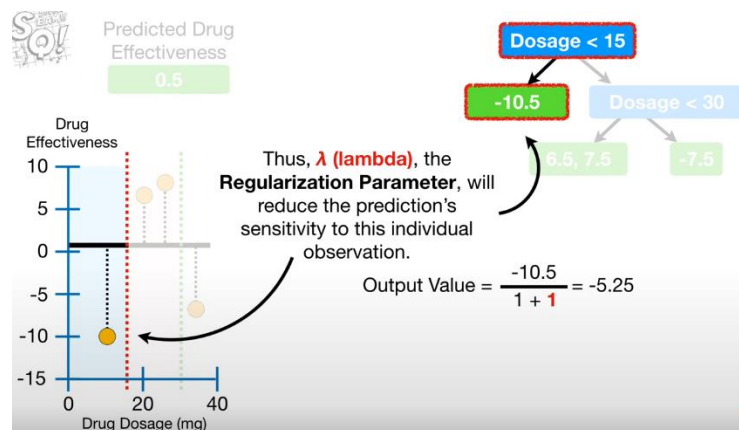 SQ!
Predicted Drug
Effectiveness
0.5
Dosage < 15
-10.5
Dosage < 30
6.5, 7.5
-7.5
Drug
Effectiveness
10
5
0
-5
-10
-15
0
20
40
Drug Dosage (mg)
Thus, λ (lambda), the
Regularization Parameter, will
reduce the prediction's
sensitivity to this individual
observation.
Output Value = -10.5 / 1 + 1 = -5.25